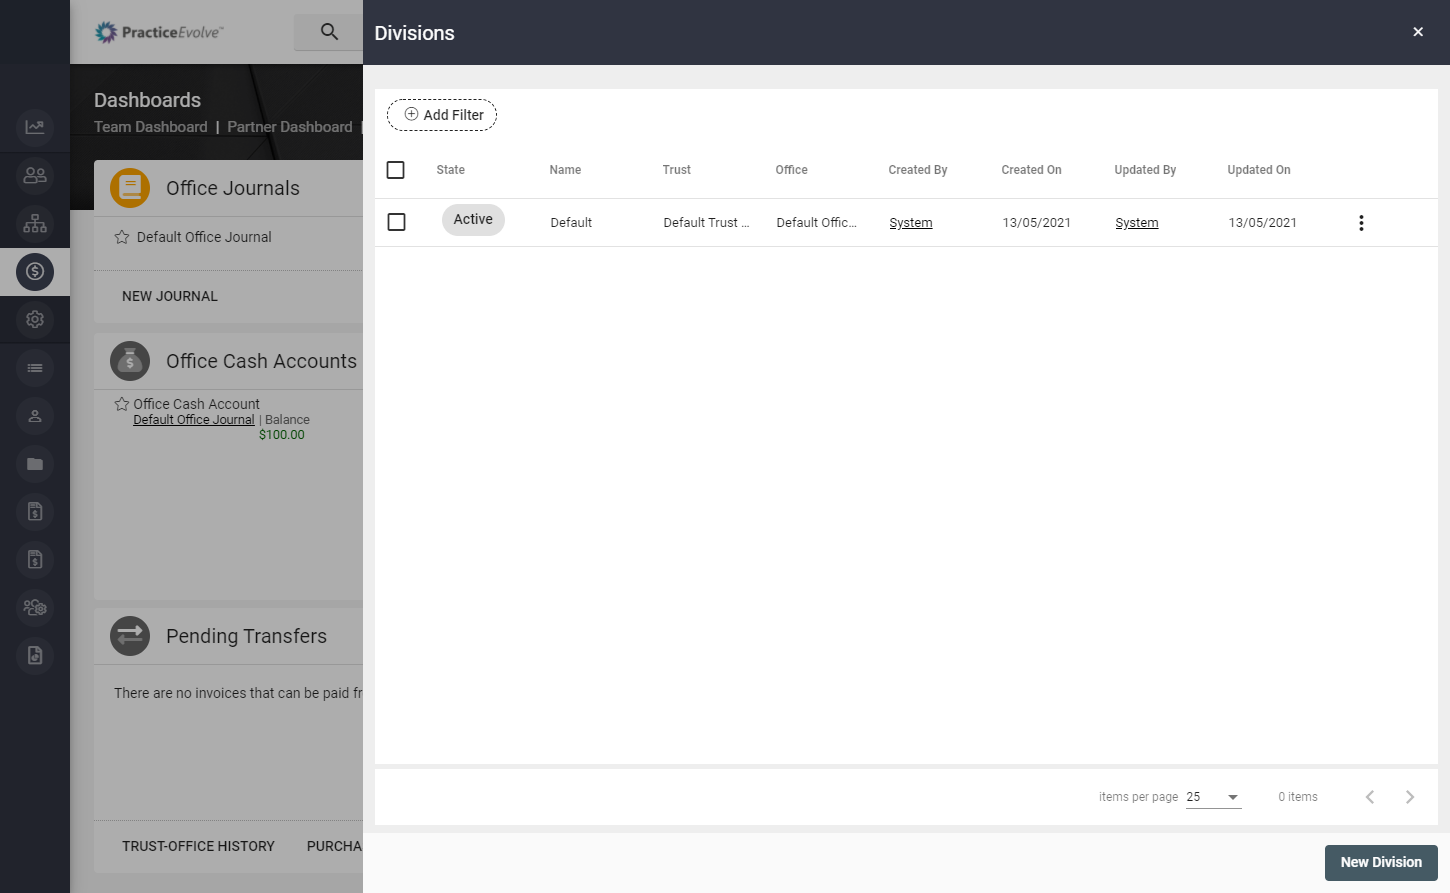 PracticeEvolve™
Divisions
Dashboards
Team Dashboard | Partner Dashboard |
Office Journals
Default Office Journal
NEW JOURNAL
Office Cash Accounts
Office Cash Account
Default Office Journal | Balance
$100.00
Pending Transfers
There are no invoices that can be paid fr
TRUST-OFFICE HISTORY PURCHA
Add Filter
State Name Trust Office Created By Created On Updated By Updated On
Active Default Default Trust ... Default Offic... System 13/05/2021 System 13/05/2021
items per page 25 0 items
New Division